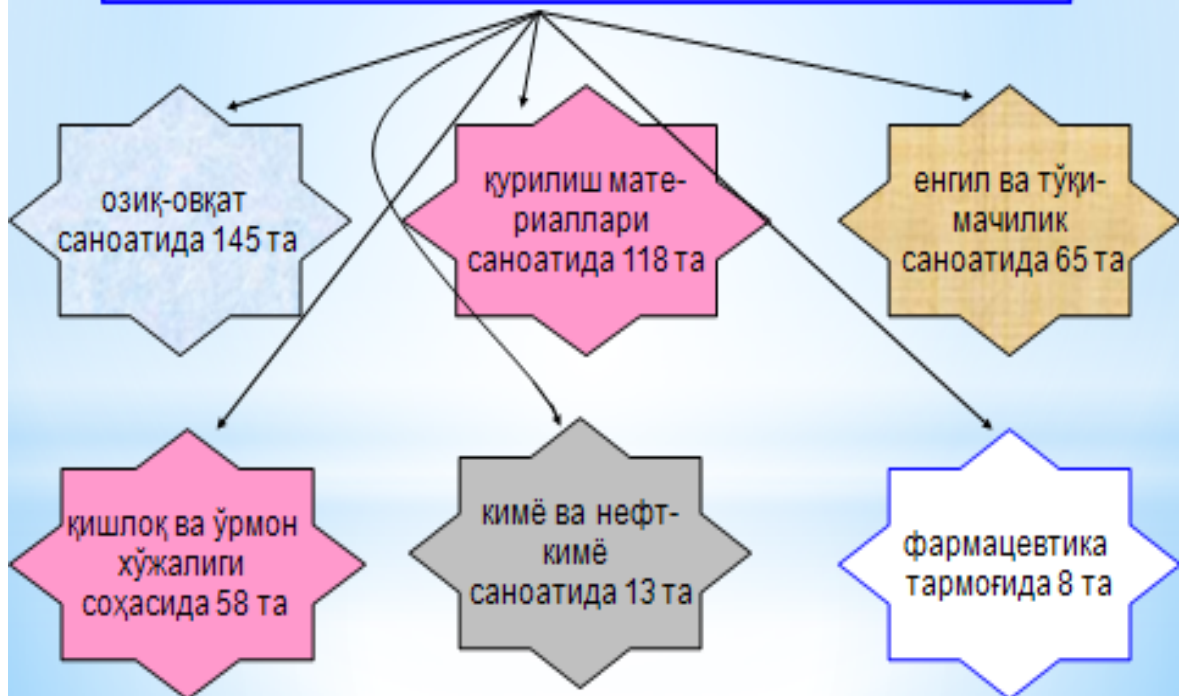 озиқ-овқат
саноатида 145 та
қурилиш мате-
риаллари
саноатида 118 та
енгил ва тўқи-
мачилик
саноатида 65 та
қишлоқ ва ўрмон
хўжалиги
соҳасида 58 та
кимё ва нефт-
кимё
саноатида 13 та
фармацевтика
тармоғида 8 та